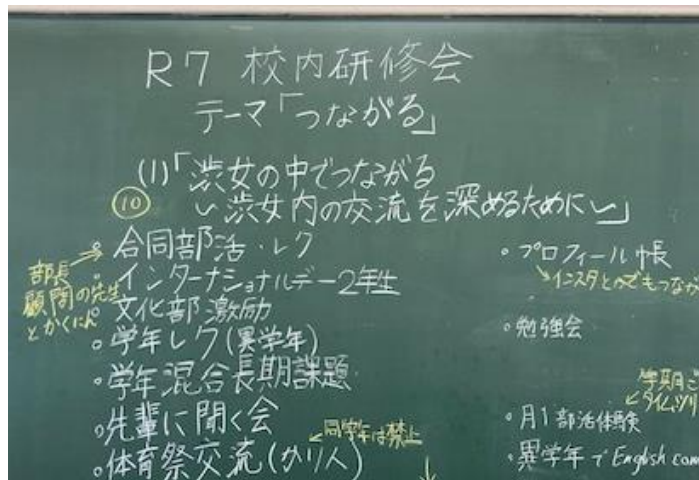 R7 校内研修会
テーマ「つながる」
(1)「渋女の中でつながる
～渋女内の交流を深めるために～」
⑩
部長
顧問の先生
とかくにん
。合同部活・レク
。インターナショナルデー2年生
。文化部激励
。学年レク(異学年)
。学年混合長期課題
。先輩に聞く会
同学年は禁止
。体育祭交流(かり人)
。プロフィール帳
インスタとかでもつなが
。勉強会
学期ご
タイムツリ
。月1部活体験
。異学年でEnglish com